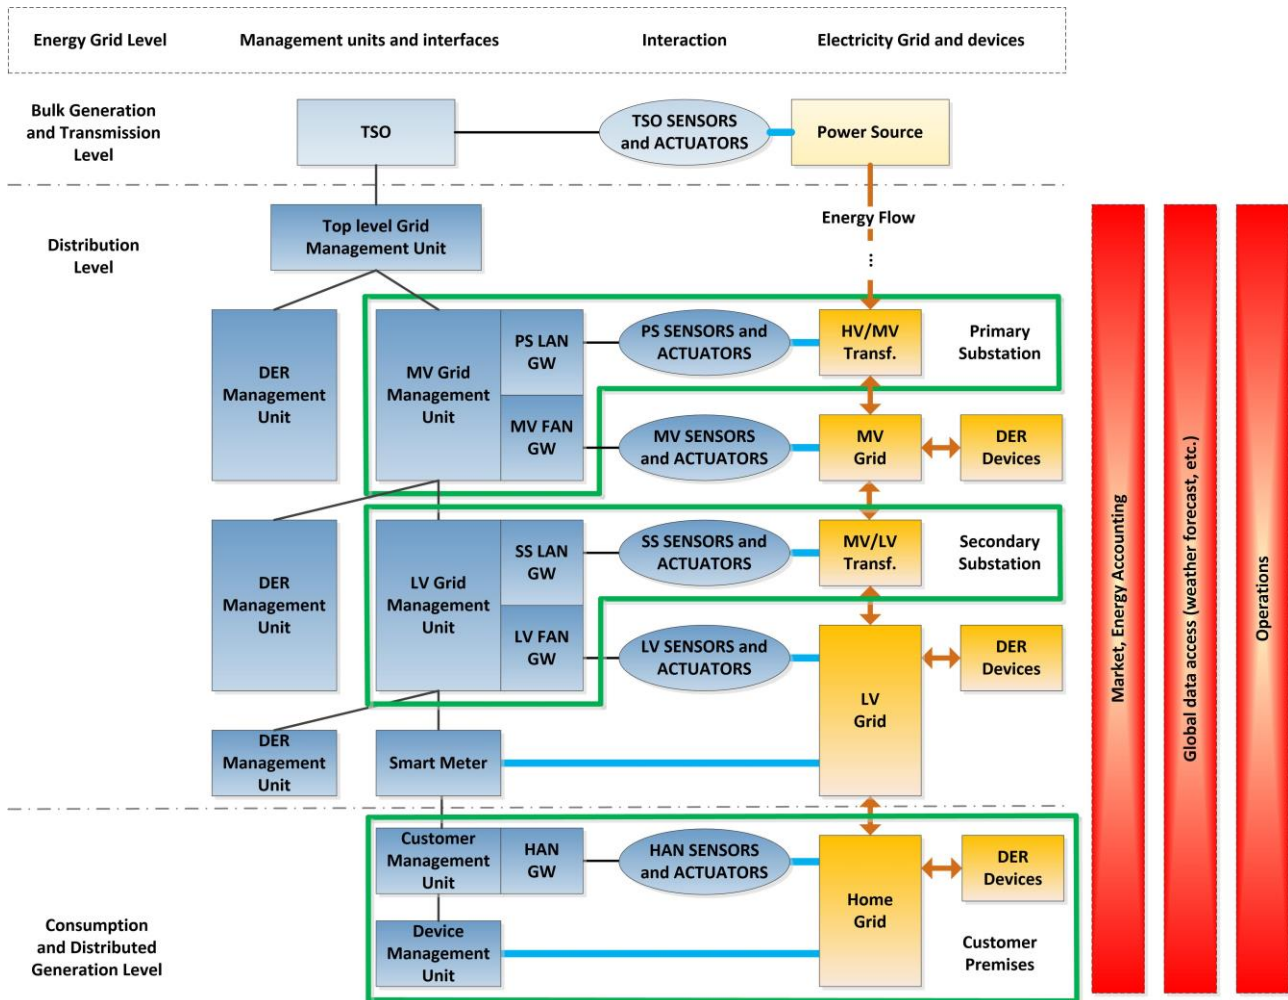 Energy Grid Level
Management units and interfaces
Interaction
Electricity Grid and devices
Bulk Generation
and Transmission
Level
TSO
TSO SENSORS
and ACTUATORS
Power Source
Energy Flow
...
Distribution
Level
Top level Grid
Management Unit
DER
Management
Unit
MV Grid
Management
Unit
PS LAN
GW
PS SENSORS and
ACTUATORS
HV/MV
Transf.
Primary
Substation
MV FAN
GW
MV SENSORS
and ACTUATORS
MV
Grid
DER
Devices
DER
Management
Unit
LV Grid
Management
Unit
SS LAN
GW
SS SENSORS and
ACTUATORS
MV/LV
Transf.
Secondary
Substation
LV FAN
GW
LV SENSORS and
ACTUATORS
LV
Grid
DER
Devices
DER
Management
Unit
Smart Meter
Consumption
and Distributed
Generation Level
Customer
Management
Unit
HAN
GW
HAN SENSORS
and ACTUATORS
Home
Grid
DER
Devices
Device
Management
Unit
Customer
Premises
Market, Energy Accounting
Global data access (weather forecast, etc.)
Operations